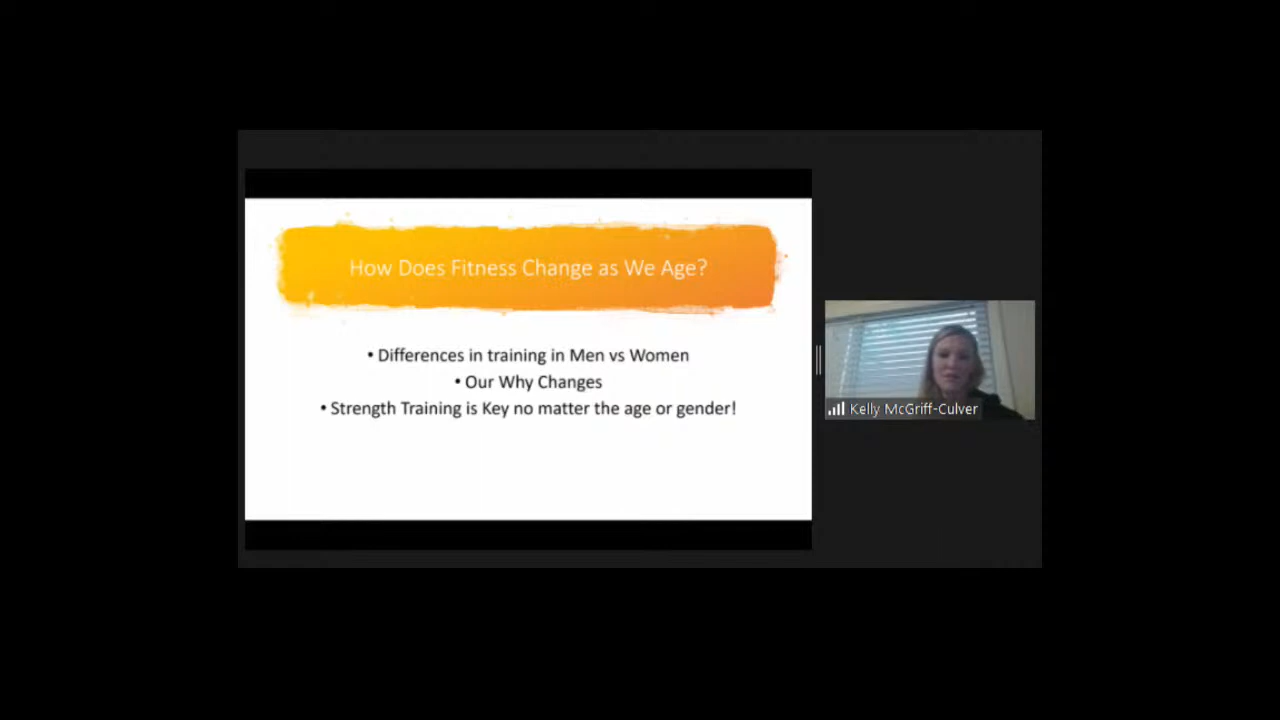 How Does Fitness Change as We Age?
• Differences in training in Men vs Women
• Our Why Changes
• Strength Training is Key no matter the age or gender!
Kelly McGriff-Culver